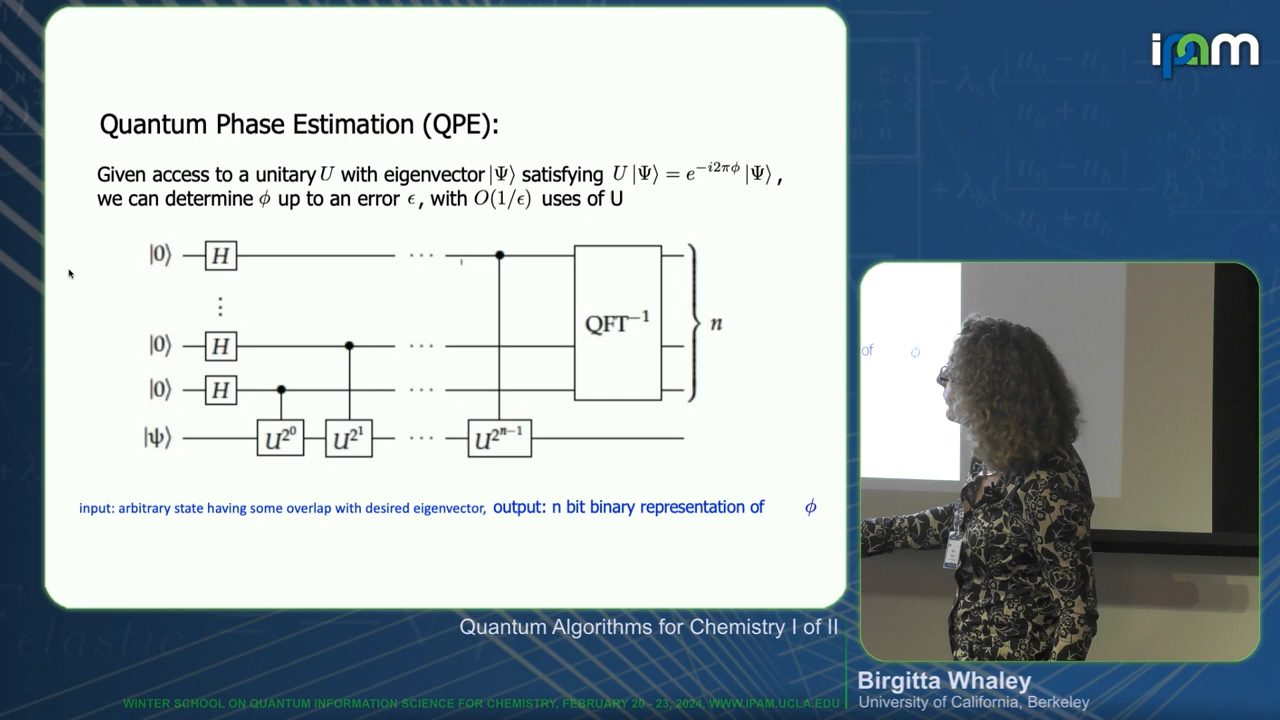 ipam
Quantum Phase Estimation (QPE):
Given access to a unitary U with eigenvector |Ψ⟩ satisfying U |Ψ⟩ = e^{-i2πϕ} |Ψ⟩ ,
we can determine ϕ up to an error ϵ, with O(1/ϵ) uses of U
|0⟩ H ···
⋮ QFT⁻¹ n
|0⟩ H ···
|0⟩ H ···
|ψ⟩ U^{2^0} U^{2^1} ··· U^{2^{n-1}}
input: arbitrary state having some overlap with desired eigenvector, output: n bit binary representation of ϕ
of ϕ
Quantum Algorithms for Chemistry I of II
Birgitta Whaley
University of California, Berkeley
WINTER SCHOOL ON QUANTUM INFORMATION SCIENCE FOR CHEMISTRY, FEBRUARY 20 - 23, 2024, WWW.IPAM.UCLA.EDU